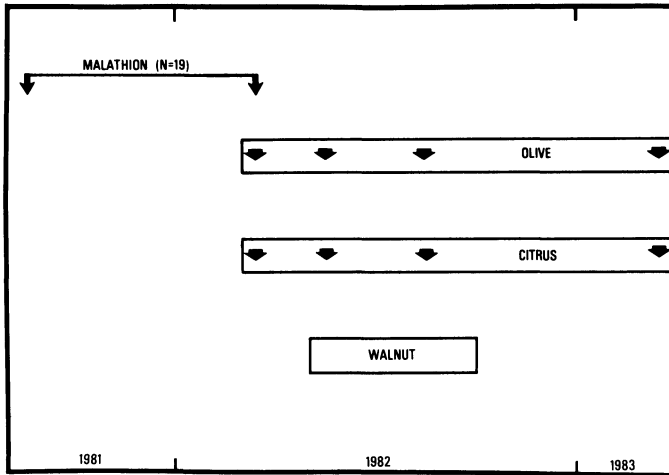 MALATHION (N=19)
OLIVE
CITRUS
WALNUT
1981
1982
1983